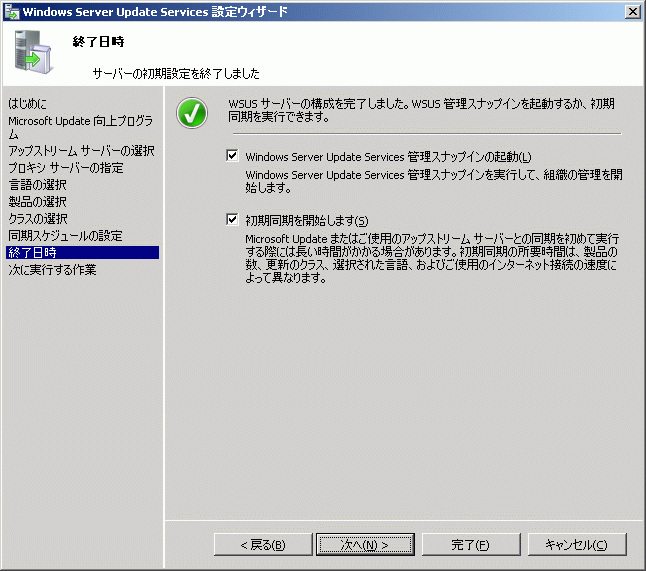 Windows Server Update Services 設定ウィザード
終了日時
サーバーの初期設定を終了しました
はじめに
Microsoft Update 向上プログラ
ム
アップストリーム サーバーの選択
プロキシ サーバーの指定
言語の選択
製品の選択
クラスの選択
同期スケジュールの設定
終了日時
次に実行する作業
WSUS サーバーの構成を完了しました。WSUS 管理スナップインを起動するか、初期
同期を実行できます。
Windows Server Update Services 管理スナップインの起動(L)
Windows Server Update Services 管理スナップインを実行して、組織の管理を開
始します。
初期同期を開始します(S)
Microsoft Update またはご使用のアップストリーム サーバーとの同期を初めて実行
する際には長い時間がかかる場合があります。初期同期の所要時間は、製品の
数、更新のクラス、選択された言語、およびご使用のインターネット接続の速度に
よって異なります。
< 戻る(B)
次へ(N) >
完了(F)
キャンセル(C)